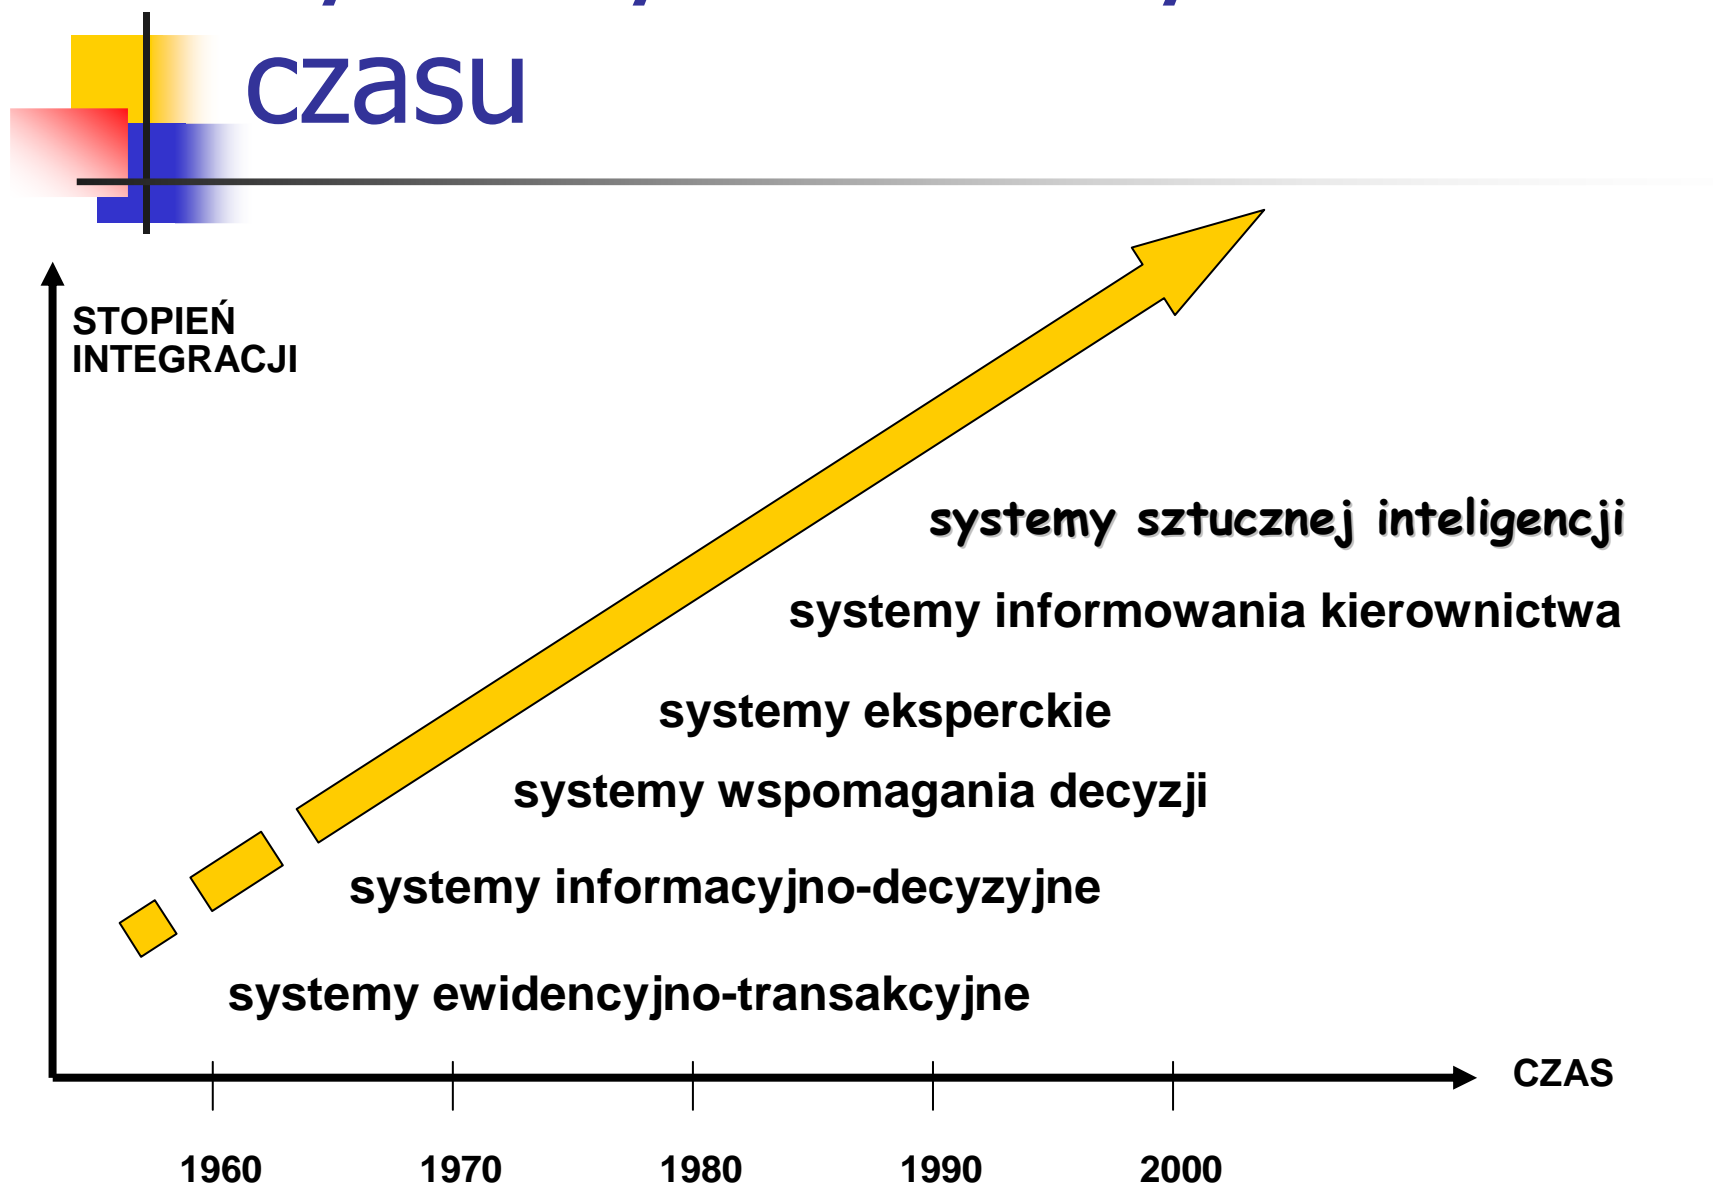 czasu
STOPIEŃ
INTEGRACJI
systemy sztucznej inteligencji
systemy informowania kierownictwa
systemy eksperckie
systemy wspomagania decyzji
systemy informacyjno-decyzyjne
systemy ewidencyjno-transakcyjne
CZAS
1960 1970 1980 1990 2000